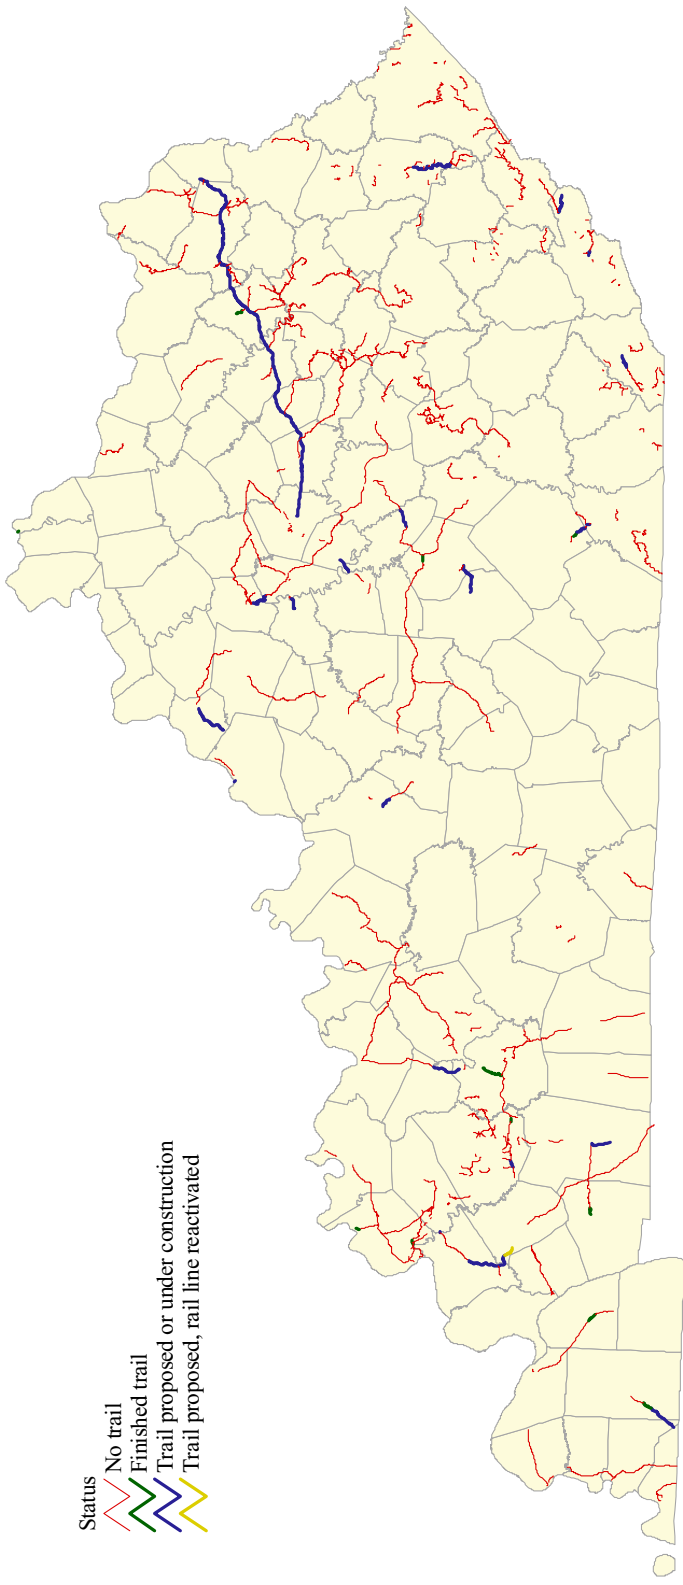 Status
No trail
Finished trail
Trail proposed or under construction
Trail proposed, rail line reactivated